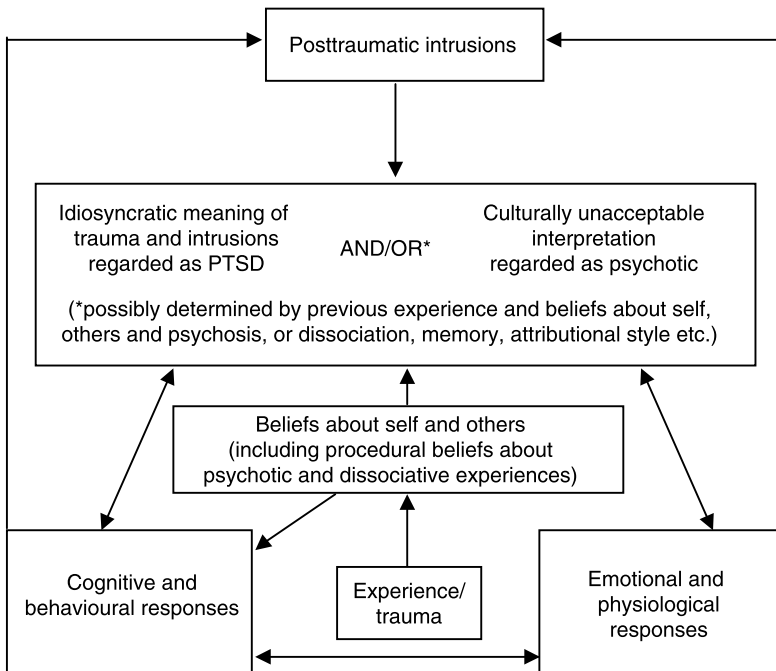 Posttraumatic intrusions
Idiosyncratic meaning of
trauma and intrusions
regarded as PTSD
AND/OR*
Culturally unacceptable
interpretation
regarded as psychotic
(*possibly determined by previous experience and beliefs about self,
others and psychosis, or dissociation, memory, attributional style etc.)
Beliefs about self and others
(including procedural beliefs about
psychotic and dissociative experiences)
Cognitive and
behavioural responses
Experience/
trauma
Emotional and
physiological
responses